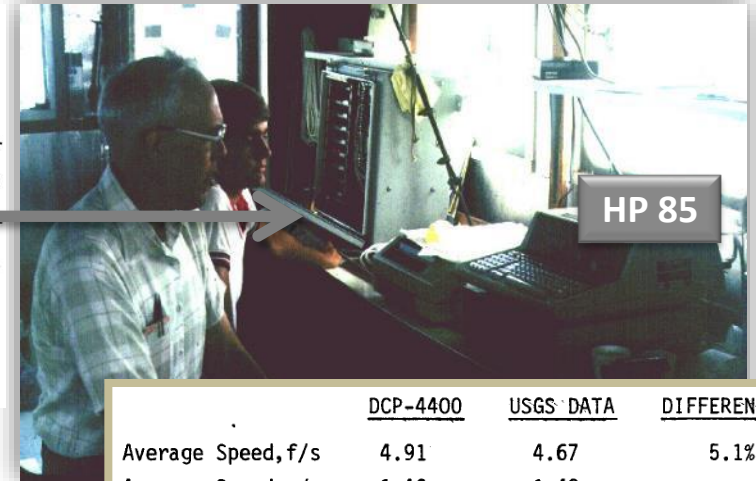 HP 85
DCP-4400 USGS DATA DIFFEREN
Average Speed,f/s 4.91 4.67 5.1%